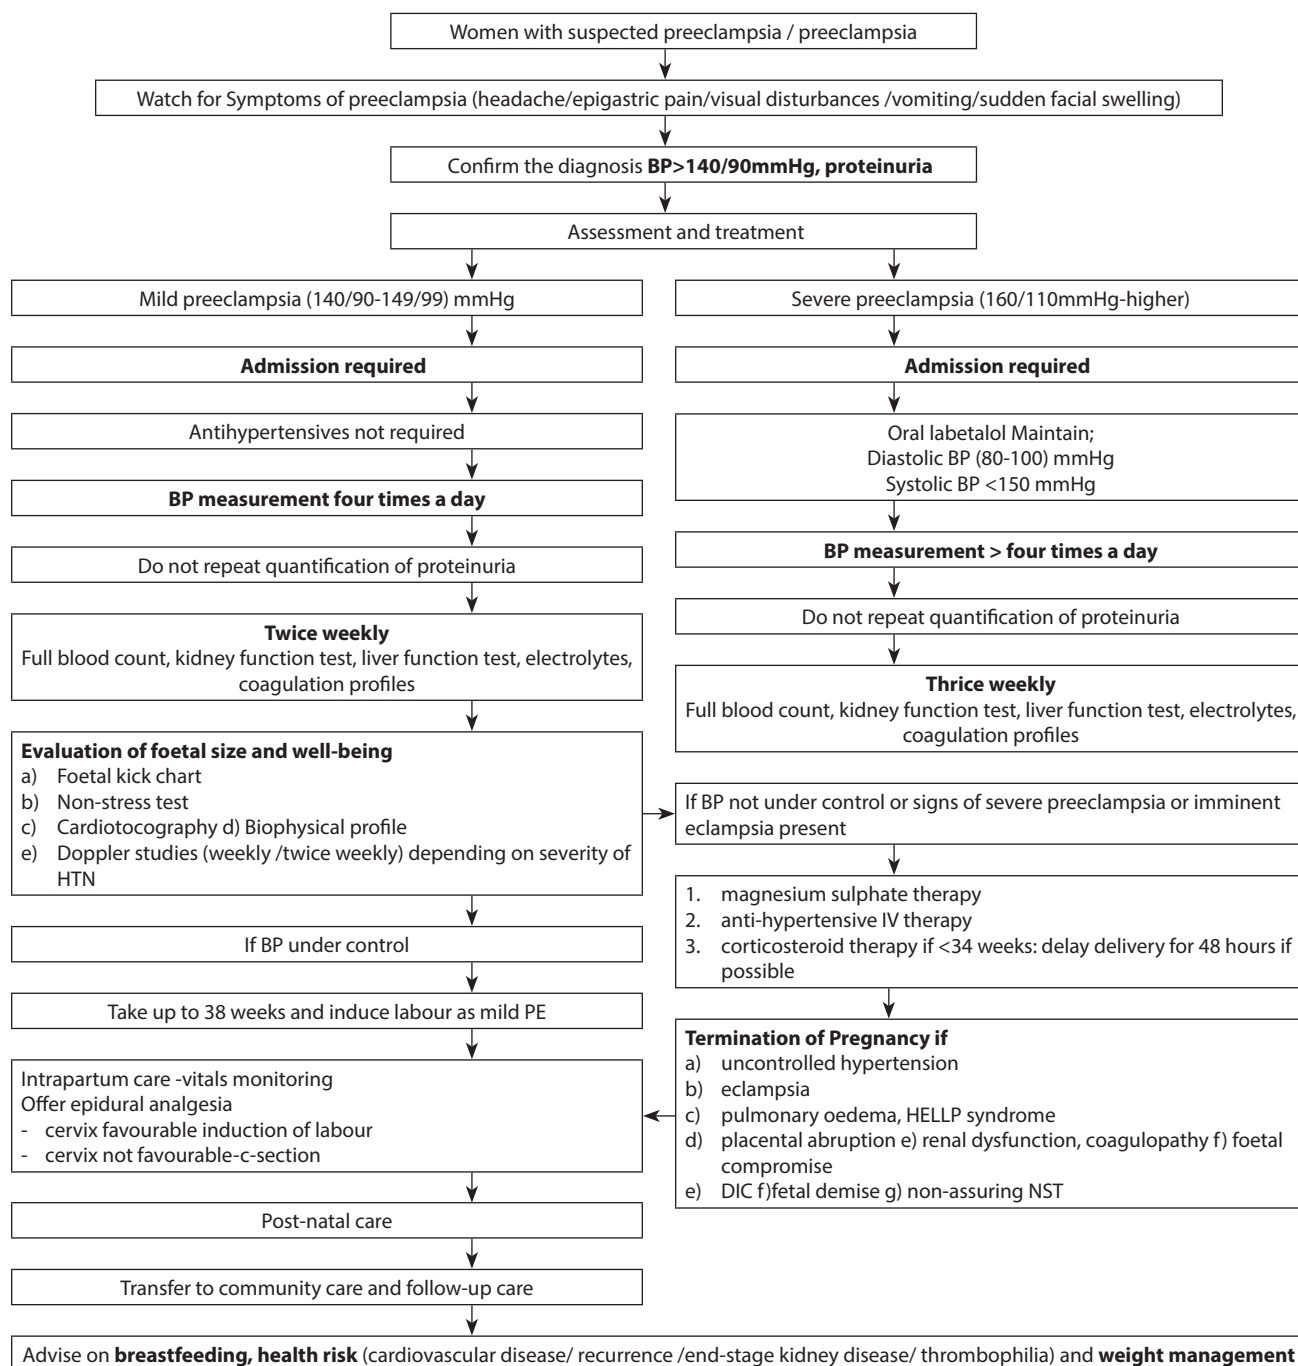 Women with suspected preeclampsia / preeclampsia
Watch for Symptoms of preeclampsia (headache/epigastric pain/visual disturbances /vomiting/sudden facial swelling)
Confirm the diagnosis BP>140/90mmHg, proteinuria
Assessment and treatment
Mild preeclampsia (140/90-149/99) mmHg
Admission required
Antihypertensives not required
BP measurement four times a day
Do not repeat quantification of proteinuria
Twice weekly
Full blood count, kidney function test, liver function test, electrolytes,
coagulation profiles
Evaluation of foetal size and well-being
a) Foetal kick chart
b) Non-stress test
c) Cardiotocography d) Biophysical profile
e) Doppler studies (weekly /twice weekly) depending on severity of
HTN
If BP under control
Take up to 38 weeks and induce labour as mild PE
Intrapartum care -vitals monitoring
Offer epidural analgesia
- cervix favourable induction of labour
- cervix not favourable-c-section
Post-natal care
Transfer to community care and follow-up care
Severe preeclampsia (160/110mmHg-higher)
Admission required
Oral labetalol Maintain;
Diastolic BP (80-100) mmHg
Systolic BP <150 mmHg
BP measurement > four times a day
Do not repeat quantification of proteinuria
Thrice weekly
Full blood count, kidney function test, liver function test, electrolytes,
coagulation profiles
If BP not under control or signs of severe preeclampsia or imminent
eclampsia present
1. magnesium sulphate therapy
2. anti-hypertensive IV therapy
3. corticosteroid therapy if <34 weeks: delay delivery for 48 hours if
possible
Termination of Pregnancy if
a) uncontrolled hypertension
b) eclampsia
c) pulmonary oedema, HELLP syndrome
d) placental abruption e) renal dysfunction, coagulopathy f) foetal
compromise
e) DIC f)fetal demise g) non-assuring NST
Advise on breastfeeding, health risk (cardiovascular disease/ recurrence /end-stage kidney disease/ thrombophilia) and weight management